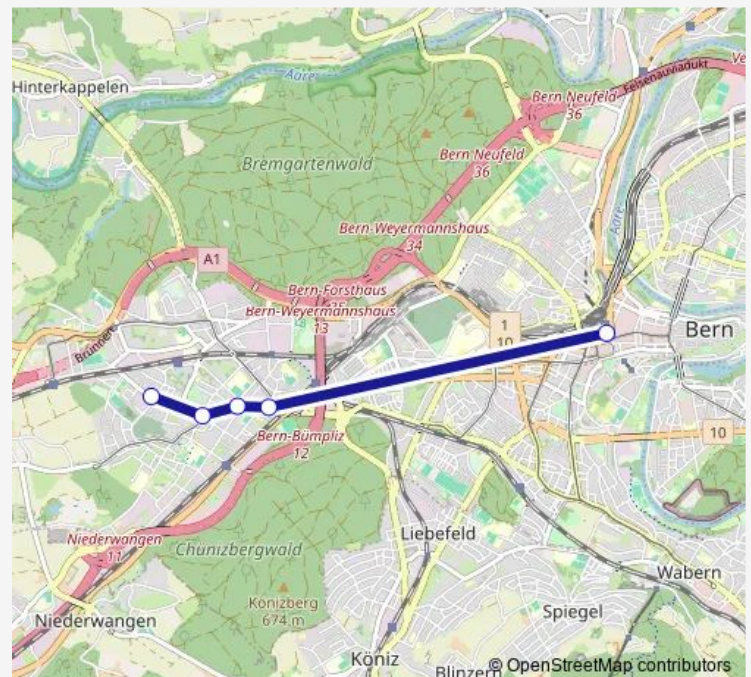 Hinterkappelen
Aare
Bern Neufeld
36
Felsenauviadukt
Bremgartenwald
Bern Neufeld
36
Aare
Bern-Weyermannshaus
34
A1
Bern-Forsthaus
Bern-Weyermannshaus
13
1
10
Bern
Brünnen
10
Bern-Bümpliz
12
Niederwangen
11
Chünizbergwald
Liebefeld
Wabern
Könizberg
674 m
Niederwangen
Spiegel
Köniz
© OpenStreetMap contributors